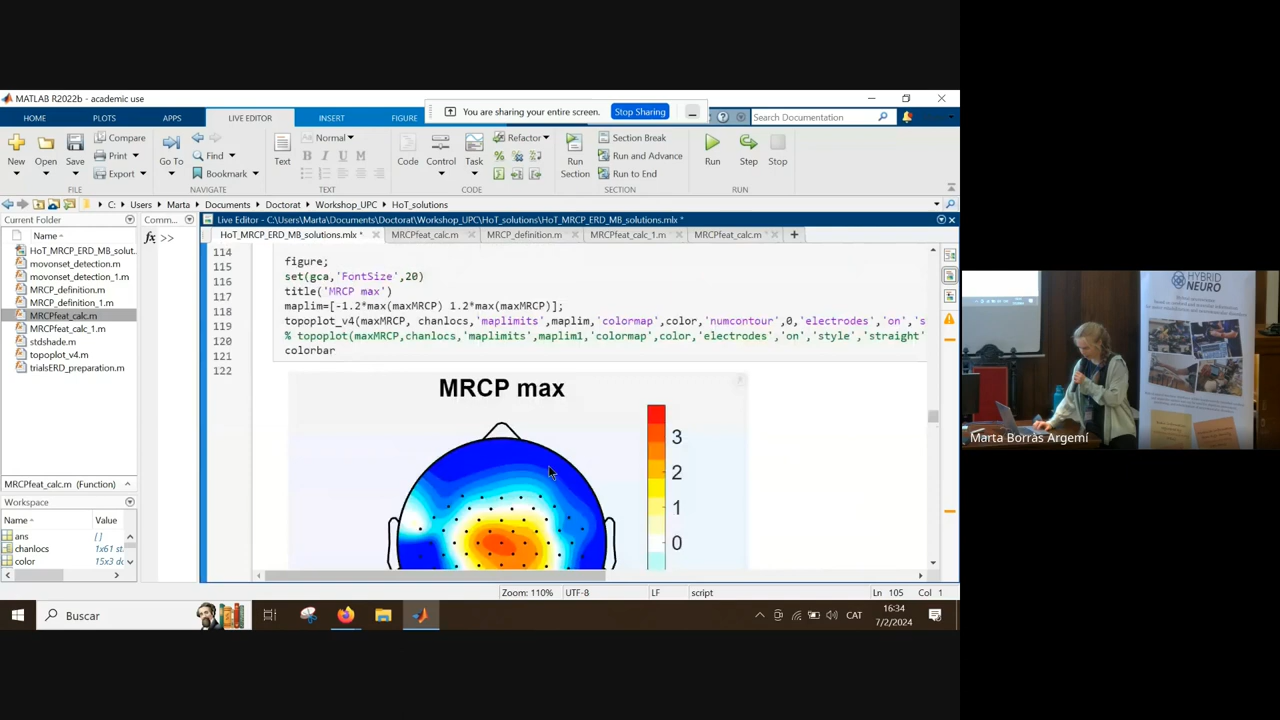 MATLAB R2022b - academic use
You are sharing your entire screen. Stop Sharing
HOME PLOTS APPS LIVE EDITOR INSERT FIGURE
Search Documentation
New Open Save Compare Print Export
FILE
Go To Find Bookmark
NAVIGATE
Text Normal
B I U M
TEXT
Code Control Task Refactor
CODE
Run Section Section Break Run and Advance Run to End
SECTION
Run Step Stop
RUN
C: Users Marta Documents Doctorat Workshop_UPC HoT_solutions
Current Folder
Name
HoT_MRCP_ERD_MB_solut...
movonset_detection.m
movonset_detection_1.m
MRCP_definition.m
MRCP_definition_1.m
MRCPfeat_calc.m
MRCPfeat_calc_1.m
stdshade.m
topoplot_v4.m
trialsERD_preparation.m
MRCPfeat_calc.m (Function)
Workspace
Name Value
ans [ ]
chanlocs 1x61 st
color 15x3 do
Comm...
fx >>
Live Editor - C:\Users\Marta\Documents\Doctorat\Workshop_UPC\HoT_solutions\HoT_MRCP_ERD_MB_solutions.mlx *
HoT_MRCP_ERD_MB_solutions.mlx * MRCPfeat_calc.m MRCP_definition.m MRCPfeat_calc_1.m MRCPfeat_calc.m
114
115 figure;
116 set(gca,'FontSize',20)
117 title('MRCP max')
118 maplim=[-1.2*max(maxMRCP) 1.2*max(maxMRCP)];
119 topoplot_v4(maxMRCP, chanlocs,'maplimits',maplim,'colormap',color,'numcontour',0,'electrodes','on','s
120 % topoplot(maxMRCP,chanlocs,'maplimits',maplim1,'colormap',color,'electrodes','on','style','straight'
121 colorbar
122
MRCP max
3
2
1
0
Zoom: 110% UTF-8 LF script Ln 105 Col 1
Buscar
CAT
16:34
7/2/2024
HYBRID
NEURO
Marta Borràs Argemí